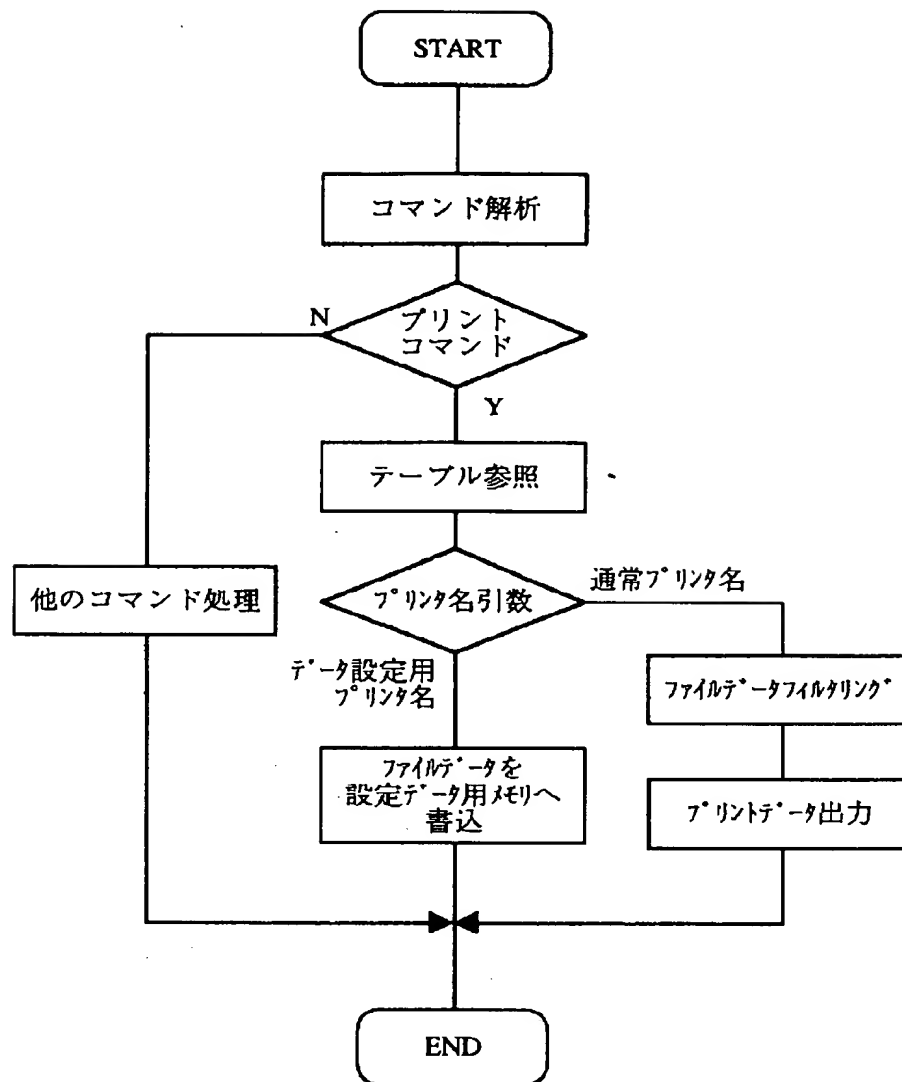 START
コマンド解析
N
プリント
コマンド
Y
テーブル参照
他のコマンド処理
プリンタ名引数
通常プリンタ名
データ設定用
プリンタ名
ファイルデータフィルタリング
ファイルデータを
設定データ用メモリへ
書込
プリントデータ出力
END